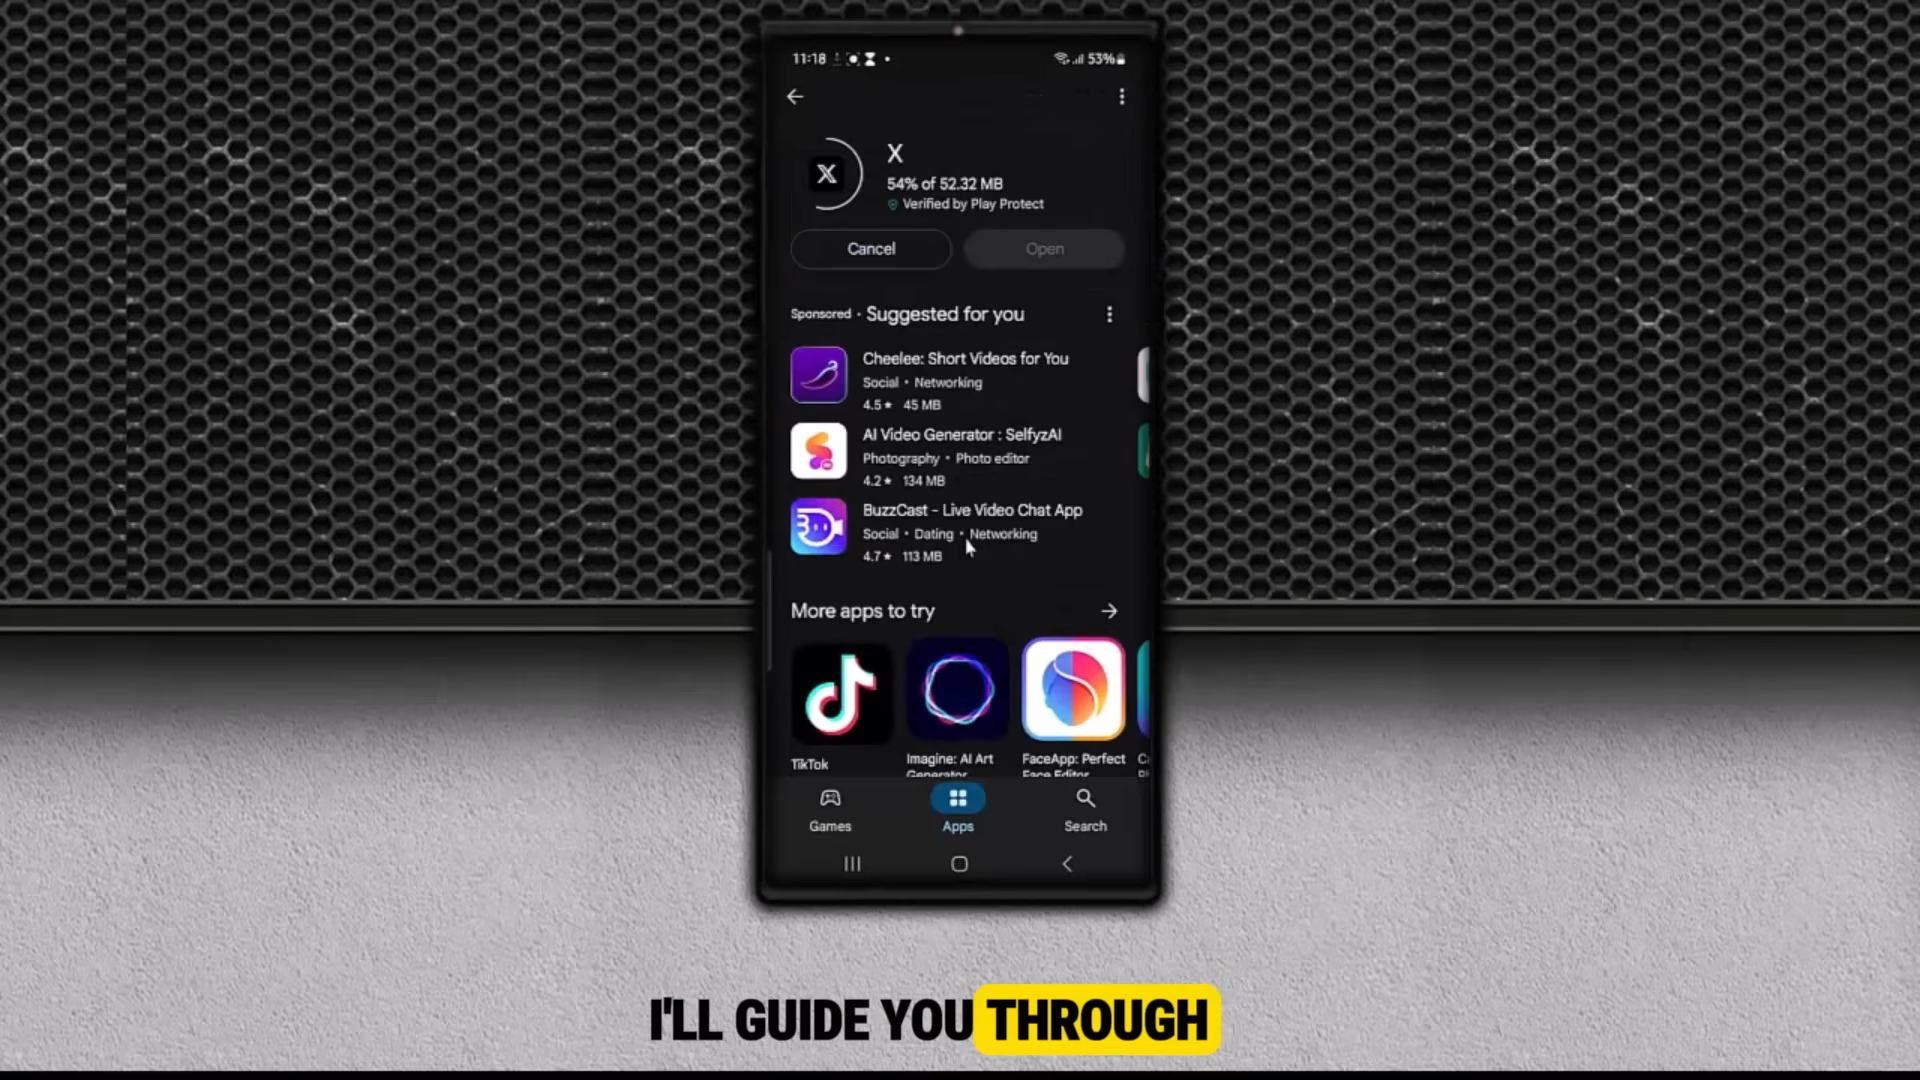 11:18
53%
X
54% of 52.32 MB
Verified by Play Protect
Cancel
Open
Sponsored • Suggested for you
Cheelee: Short Videos for You
Social • Networking
4.5★ 45 MB
AI Video Generator : SelfyzAI
Photography • Photo editor
4.2★ 134 MB
BuzzCast - Live Video Chat App
Social • Dating • Networking
4.7★ 113 MB
More apps to try
TikTok
Imagine: AI Art
Generator
FaceApp: Perfect
Face Editor
Games
Apps
Search
I'LL GUIDE YOU THROUGH